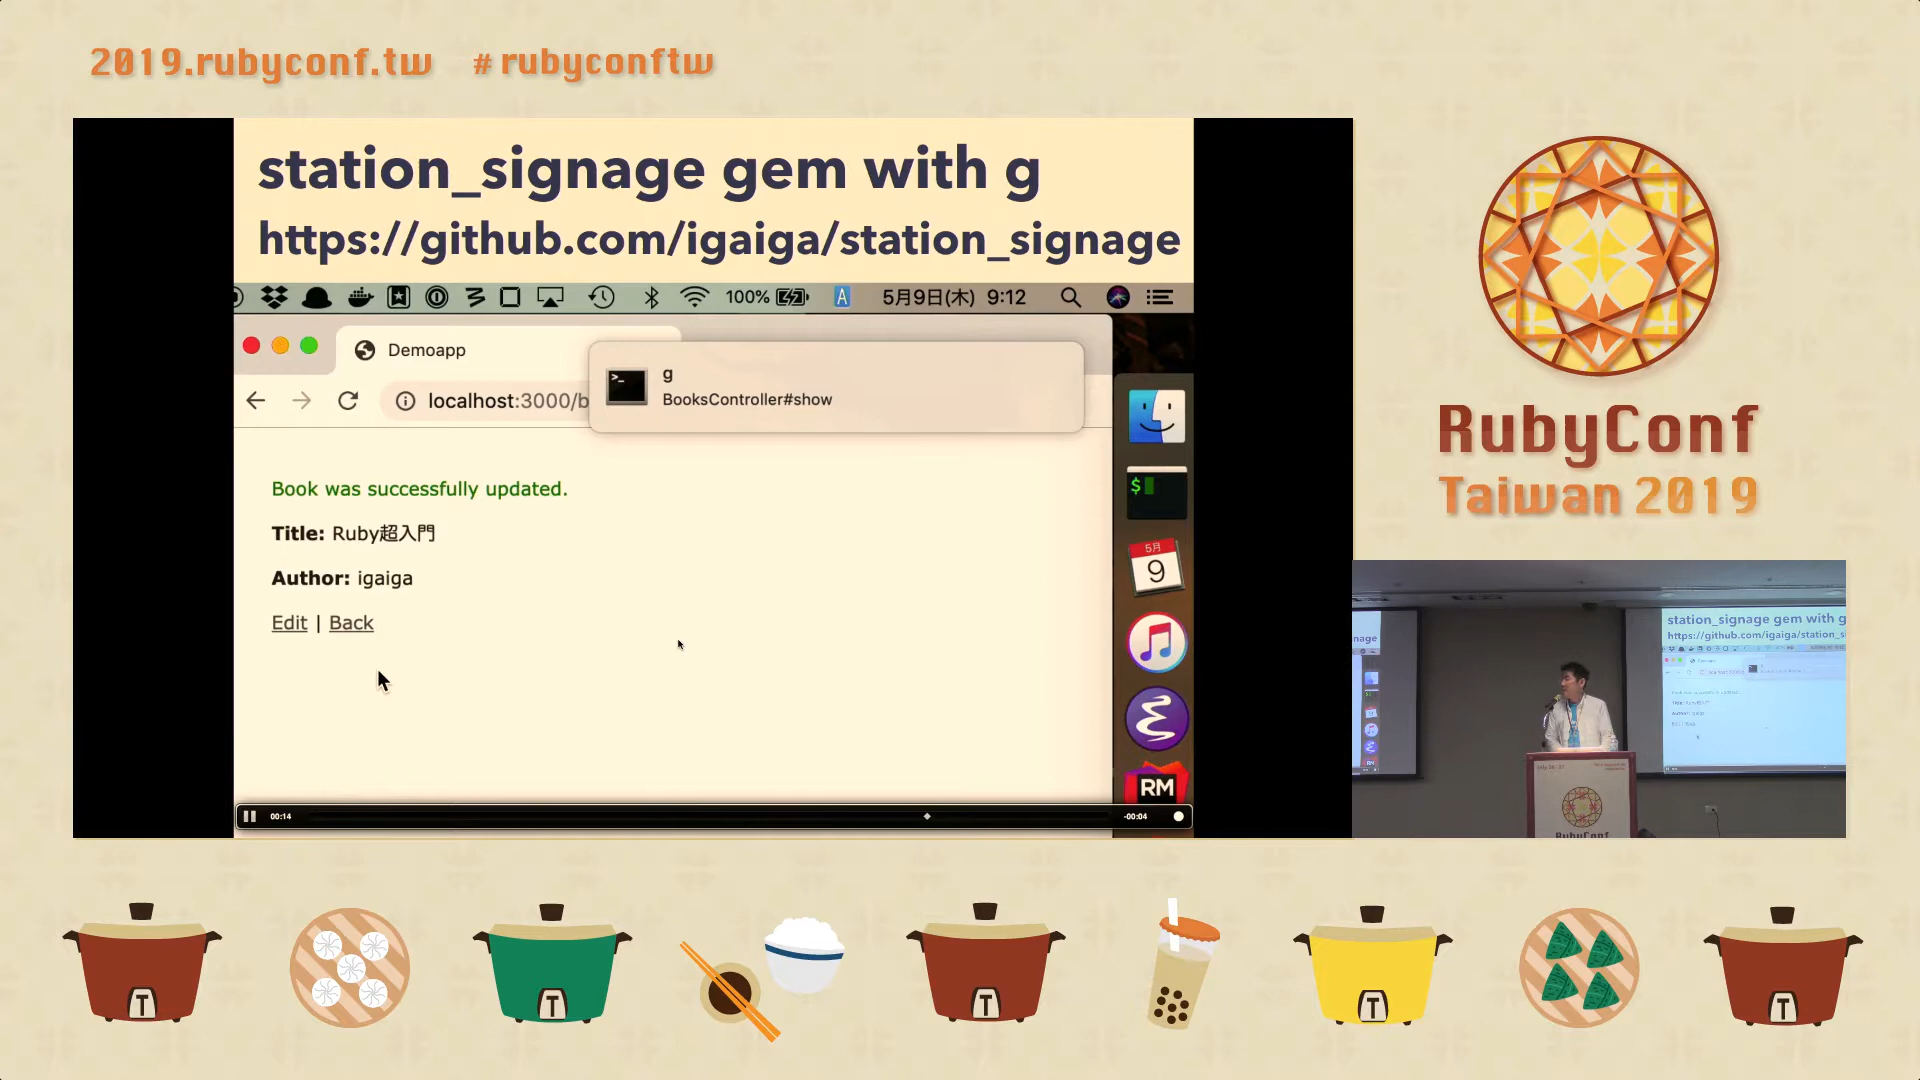 2019.rubyconf.tw #rubyconftw
station_signage gem with g
https://github.com/igaiga/station_signage
100% A 5月9日(木) 9:12
Demoapp
g
localhost:3000/b
BooksController#show
Book was successfully updated.
Title: Ruby超入門
Author: igaiga
Edit | Back
$
5月
9
RM
00:14 -00:04
RubyConf
Taiwan 2019
nage
station_signage gem with g
https://github.com/igaiga/station_s
RubyConf
T
T
T
T
T